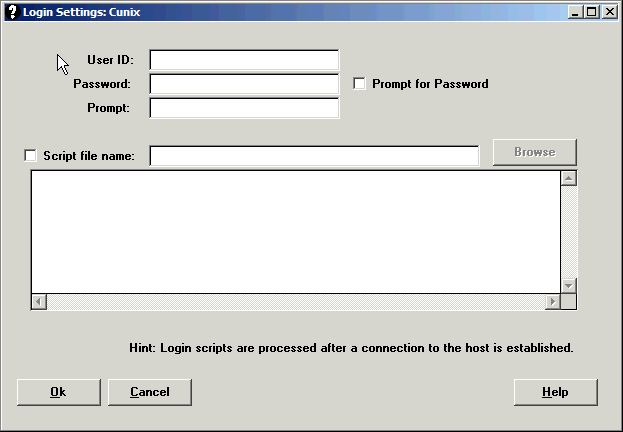 Login Settings: Cunix
User ID:
Password:
Prompt for Password
Prompt:
Script file name:
Browse
Hint: Login scripts are processed after a connection to the host is established.
Ok
Cancel
Help